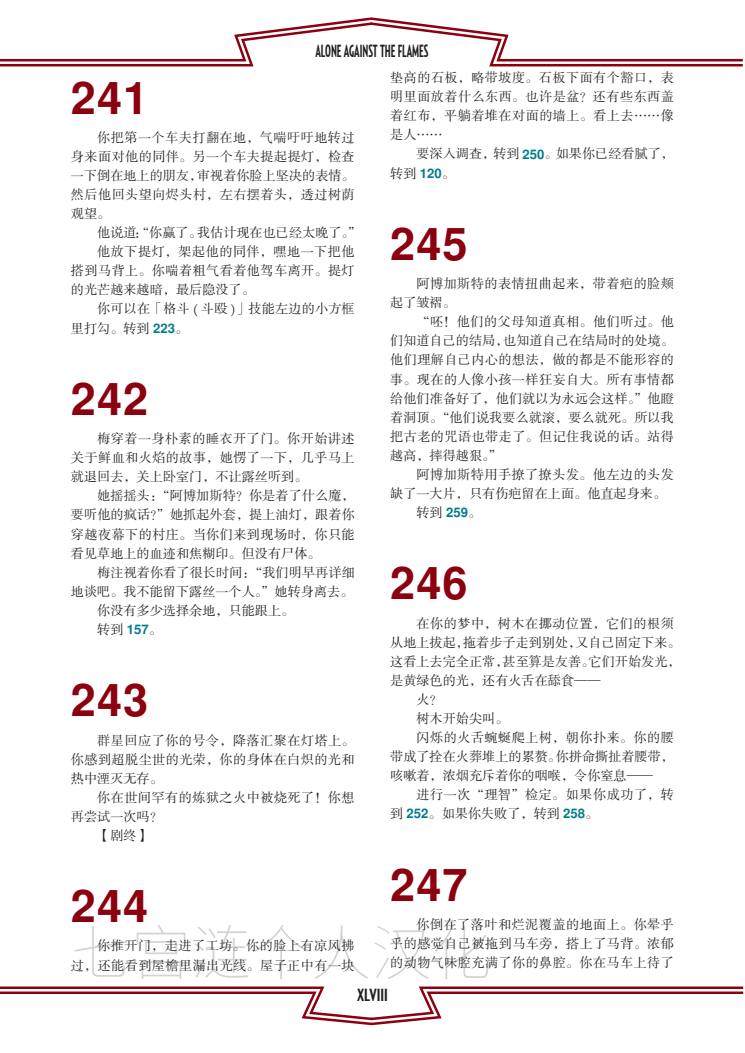 ALONE AGAINST THE FLAMES
241
你把第一个车夫打翻在地，气喘吁吁地转过
身来面对他的同伴。另一个车夫提起提灯，检查
一下倒在地上的朋友，审视着你脸上坚决的表情。
然后他回头望向烬头村，左右摆着头，透过树荫
观望。
他说道：“你赢了。我估计现在也已经太晚了。”
他放下提灯，架起他的同伴，嘿地一下把他
搭到马背上。你喘着粗气看着他驾车离开。提灯
的光芒越来越暗，最后隐没了。
你可以在「格斗 ( 斗殴 )」技能左边的小方框
里打勾。转到 223。
242
梅穿着一身朴素的睡衣开了门。你开始讲述
关于鲜血和火焰的故事，她愣了一下，几乎马上
就退回去，关上卧室门，不让露丝听到。
她摇摇头：“阿博加斯特？你是着了什么魔，
要听他的疯话？”她抓起外套，提上油灯，跟着你
穿越夜幕下的村庄。当你们来到现场时，你只能
看见草地上的血迹和焦糊印。但没有尸体。
梅注视着你看了很长时间：“我们明早再详细
地谈吧。我不能留下露丝一个人。”她转身离去。
你没有多少选择余地，只能跟上。
转到 157。
243
群星回应了你的号令，降落汇聚在灯塔上。
你感到超脱尘世的光荣，你的身体在白炽的光和
热中湮灭无存。
你在世间罕有的炼狱之火中被烧死了！你想
再尝试一次吗？
【 剧终 】
244
你推开门，走进了工坊。你的脸上有凉风拂
过，还能看到屋檐里漏出光线。屋子正中有一块
垫高的石板，略带坡度。石板下面有个豁口，表
明里面放着什么东西。也许是盆？还有些东西盖
着红布，平躺着堆在对面的墙上。看上去……像
是人……
要深入调查，转到 250。如果你已经看腻了，
转到 120。
245
阿博加斯特的表情扭曲起来，带着疤的脸颊
起了皱褶。
“呸！他们的父母知道真相。他们听过。他
们知道自己的结局，也知道自己在结局时的处境。
他们理解自己内心的想法，做的都是不能形容的
事。现在的人像小孩一样狂妄自大。所有事情都
给他们准备好了，他们就以为永远会这样。”他瞪
着洞顶。“他们说我要么就滚，要么就死。所以我
把古老的咒语也带走了。但记住我说的话。站得
越高，摔得越狠。”
阿博加斯特用手撩了撩头发。他左边的头发
缺了一大片，只有伤疤留在上面。他直起身来。
转到 259。
246
在你的梦中，树木在挪动位置，它们的根须
从地上拔起，拖着步子走到别处，又自己固定下来。
这看上去完全正常，甚至算是友善。它们开始发光，
是黄绿色的光，还有火舌在舔食——
火？
树木开始尖叫。
闪烁的火舌蜿蜒爬上树，朝你扑来。你的腰
带成了拴在火葬堆上的累赘。你拼命撕扯着腰带，
咳嗽着，浓烟充斥着你的咽喉，令你窒息——
进行一次“理智”检定。如果你成功了，转
到 252。如果你失败了，转到 258。
247
你倒在了落叶和烂泥覆盖的地面上。你晕乎
乎的感觉自己被拖到马车旁，搭上了马背。浓郁
的动物气味腔充满了你的鼻腔。你在马车上待了
七宫涟个人汉化
XLVIII